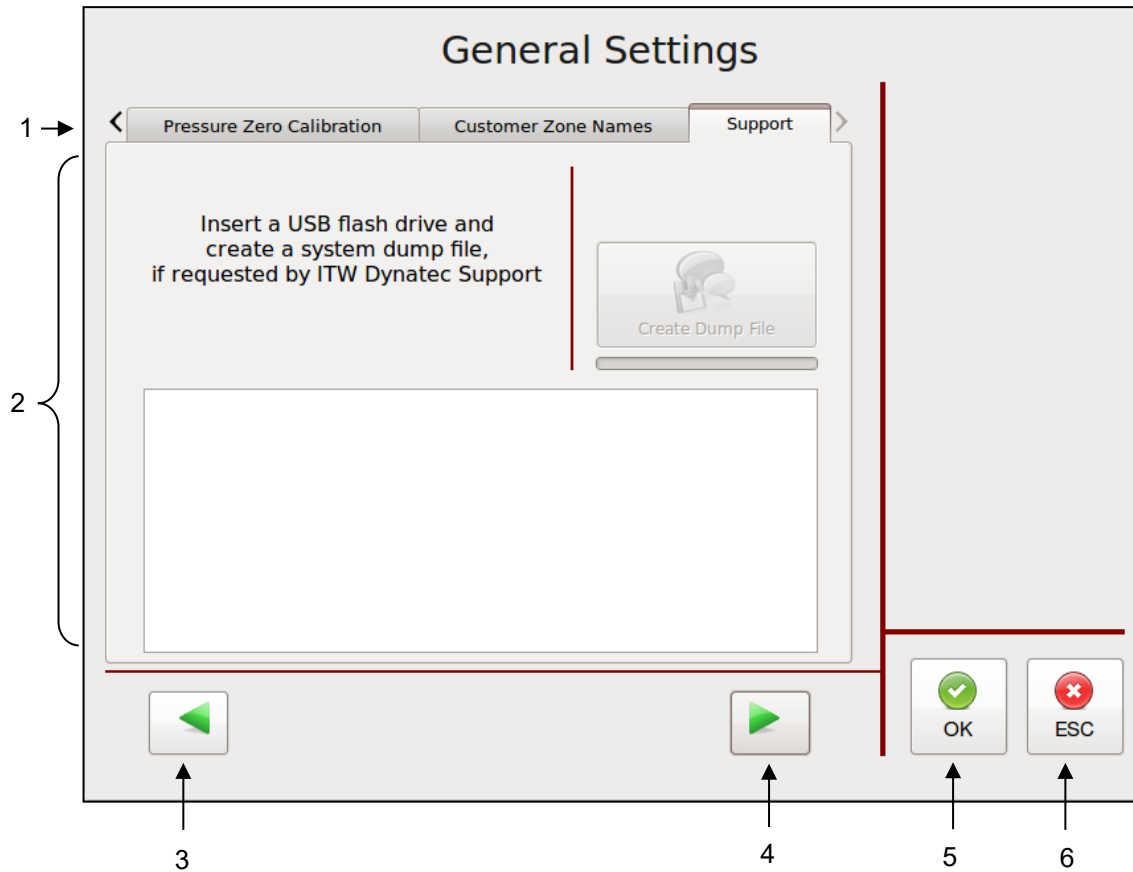 General Settings
1
Pressure Zero Calibration
Customer Zone Names
Support
2
Insert a USB flash drive and
create a system dump file,
if requested by ITW Dynatec Support
Create Dump File
OK
ESC
3
4
5
6